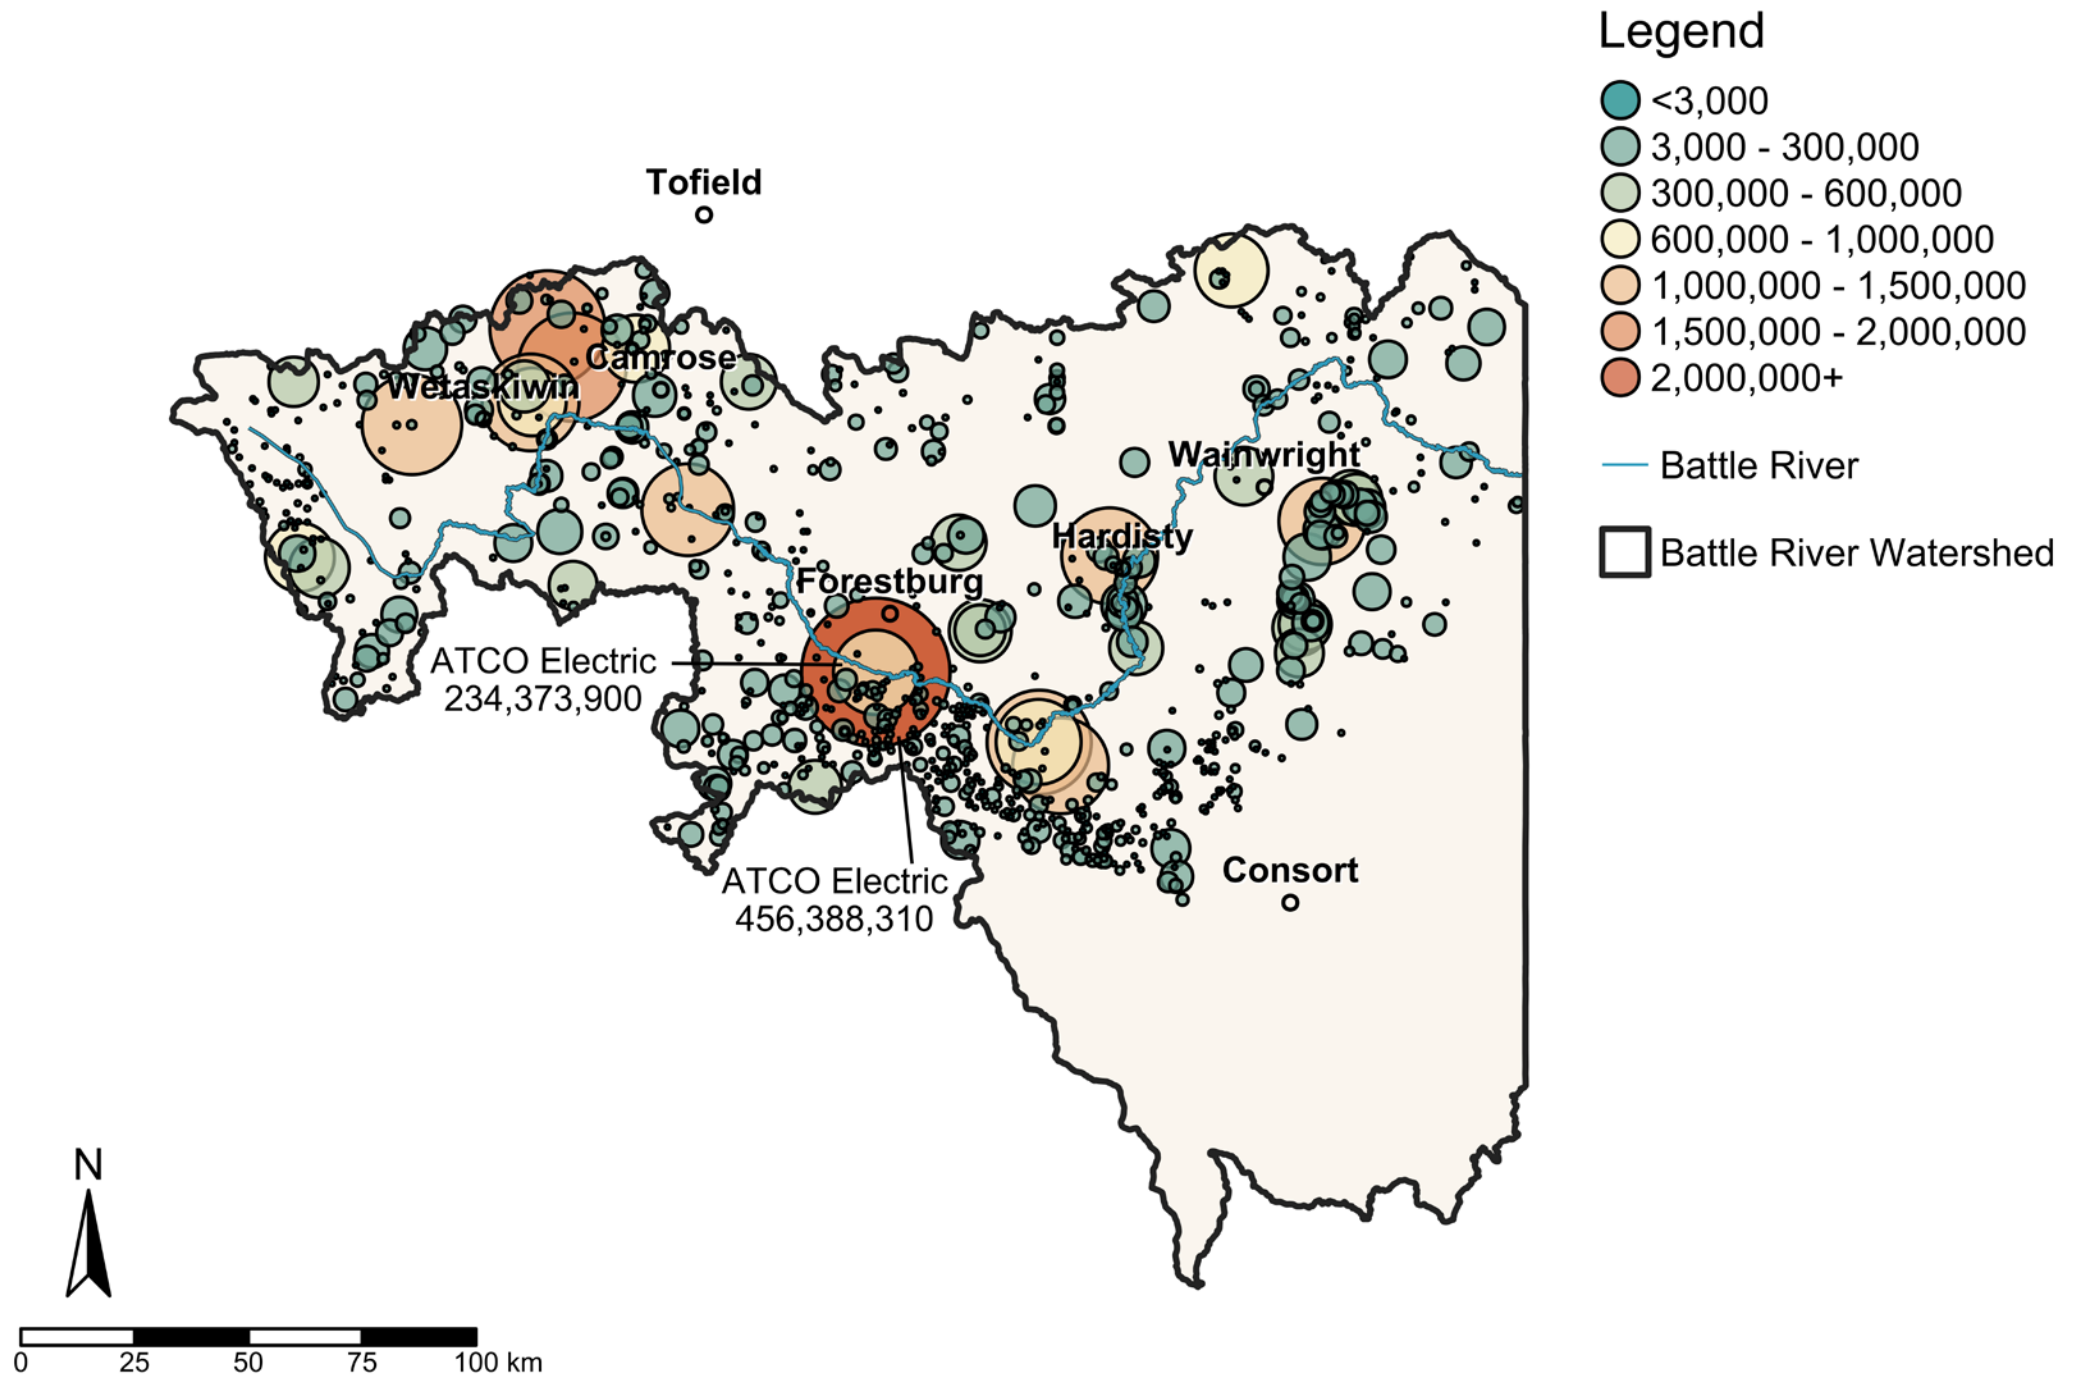 Legend
<3,000
3,000 - 300,000
300,000 - 600,000
600,000 - 1,000,000
1,000,000 - 1,500,000
1,500,000 - 2,000,000
2,000,000+
Battle River
Battle River Watershed
Tofield
Camrose
Wetaskiwin
Wainwright
Hardisty
Forestburg
ATCO Electric
234,373,900
ATCO Electric
456,388,310
Consort
N
0 25 50 75 100 km